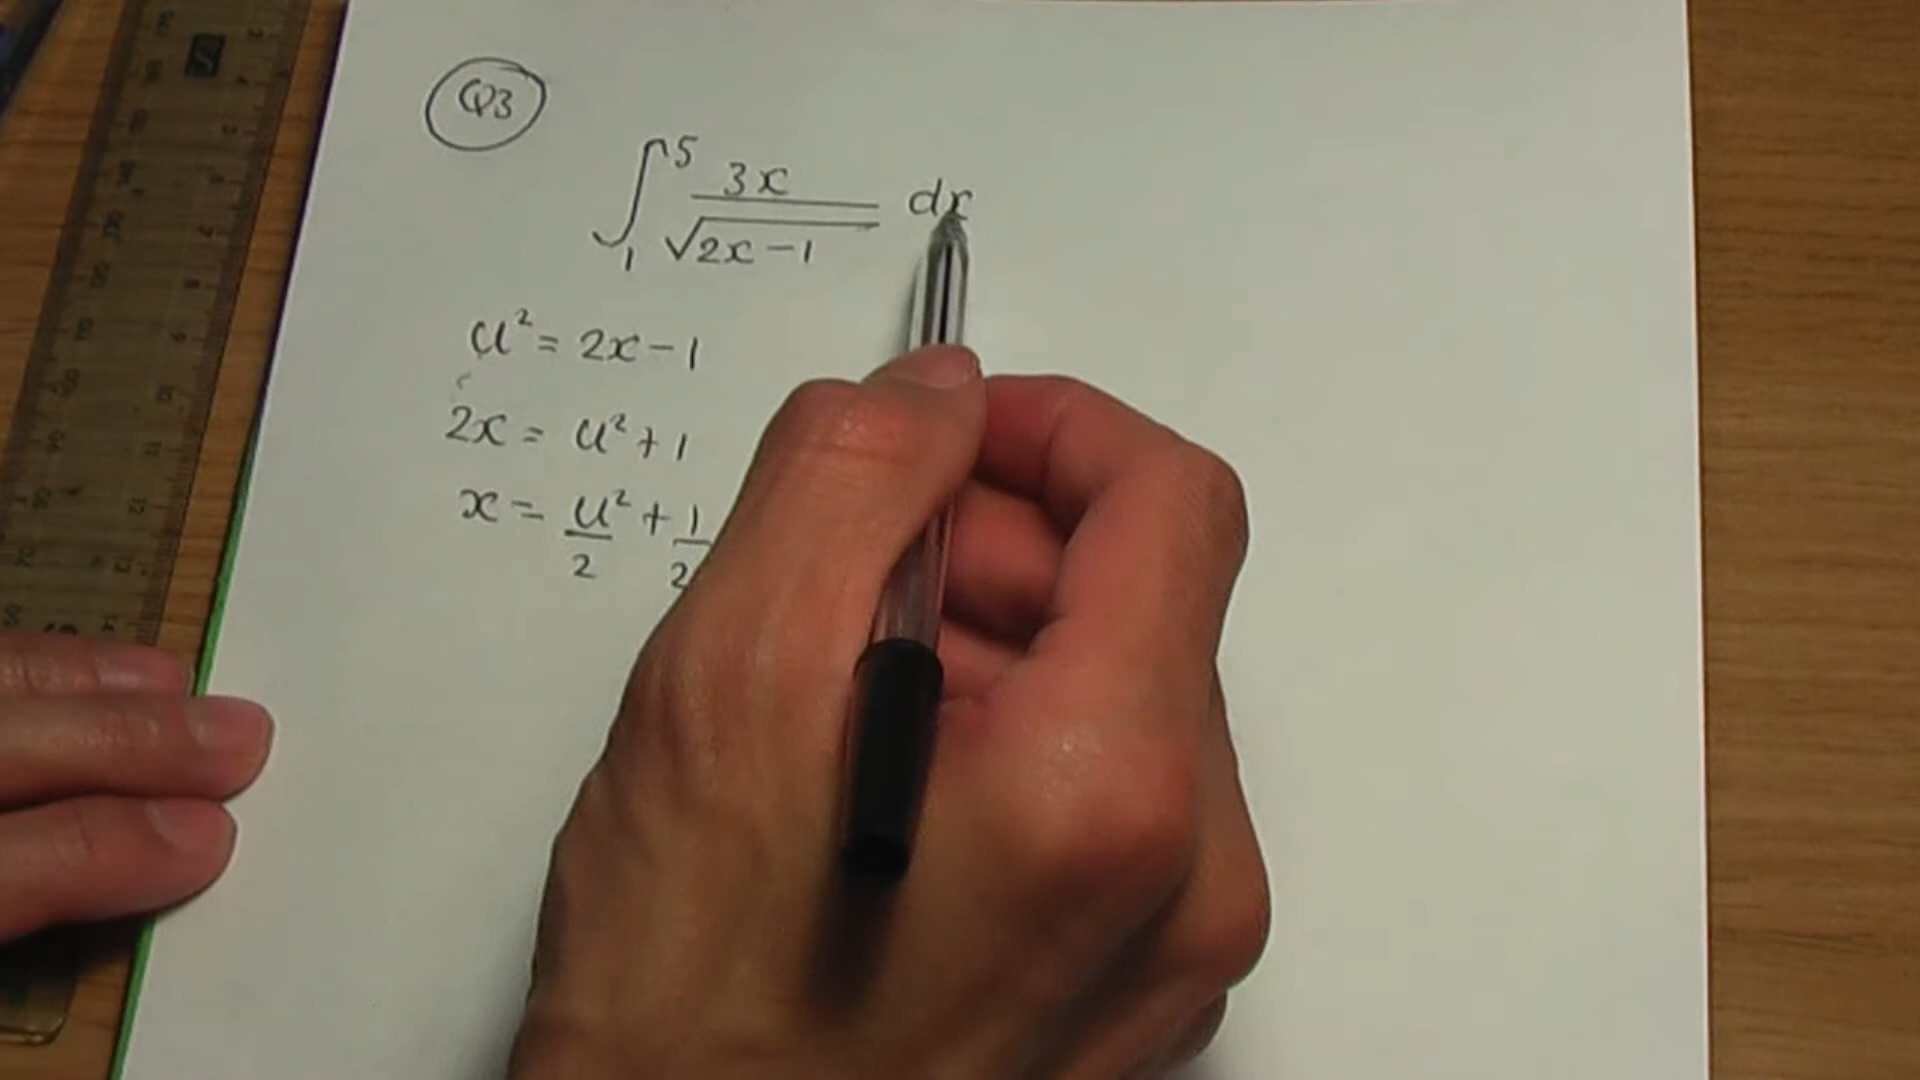 Q3
∫₁⁵ 3x/√(2x-1) dx
u² = 2x - 1
2x = u² + 1
x = u²/2 + 1/2